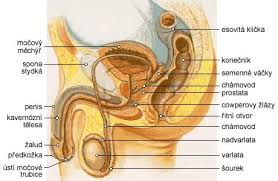 močový
měchýř
spona
stydká
penis
kavernózní
tělesa
žalud
předkožka
ústí močové
trubice
esovitá klička
konečník
semenné váčky
chámovod
prostata
cowperovy žlázy
řitní otvor
chámovod
nadvarlata
varlata
šourek